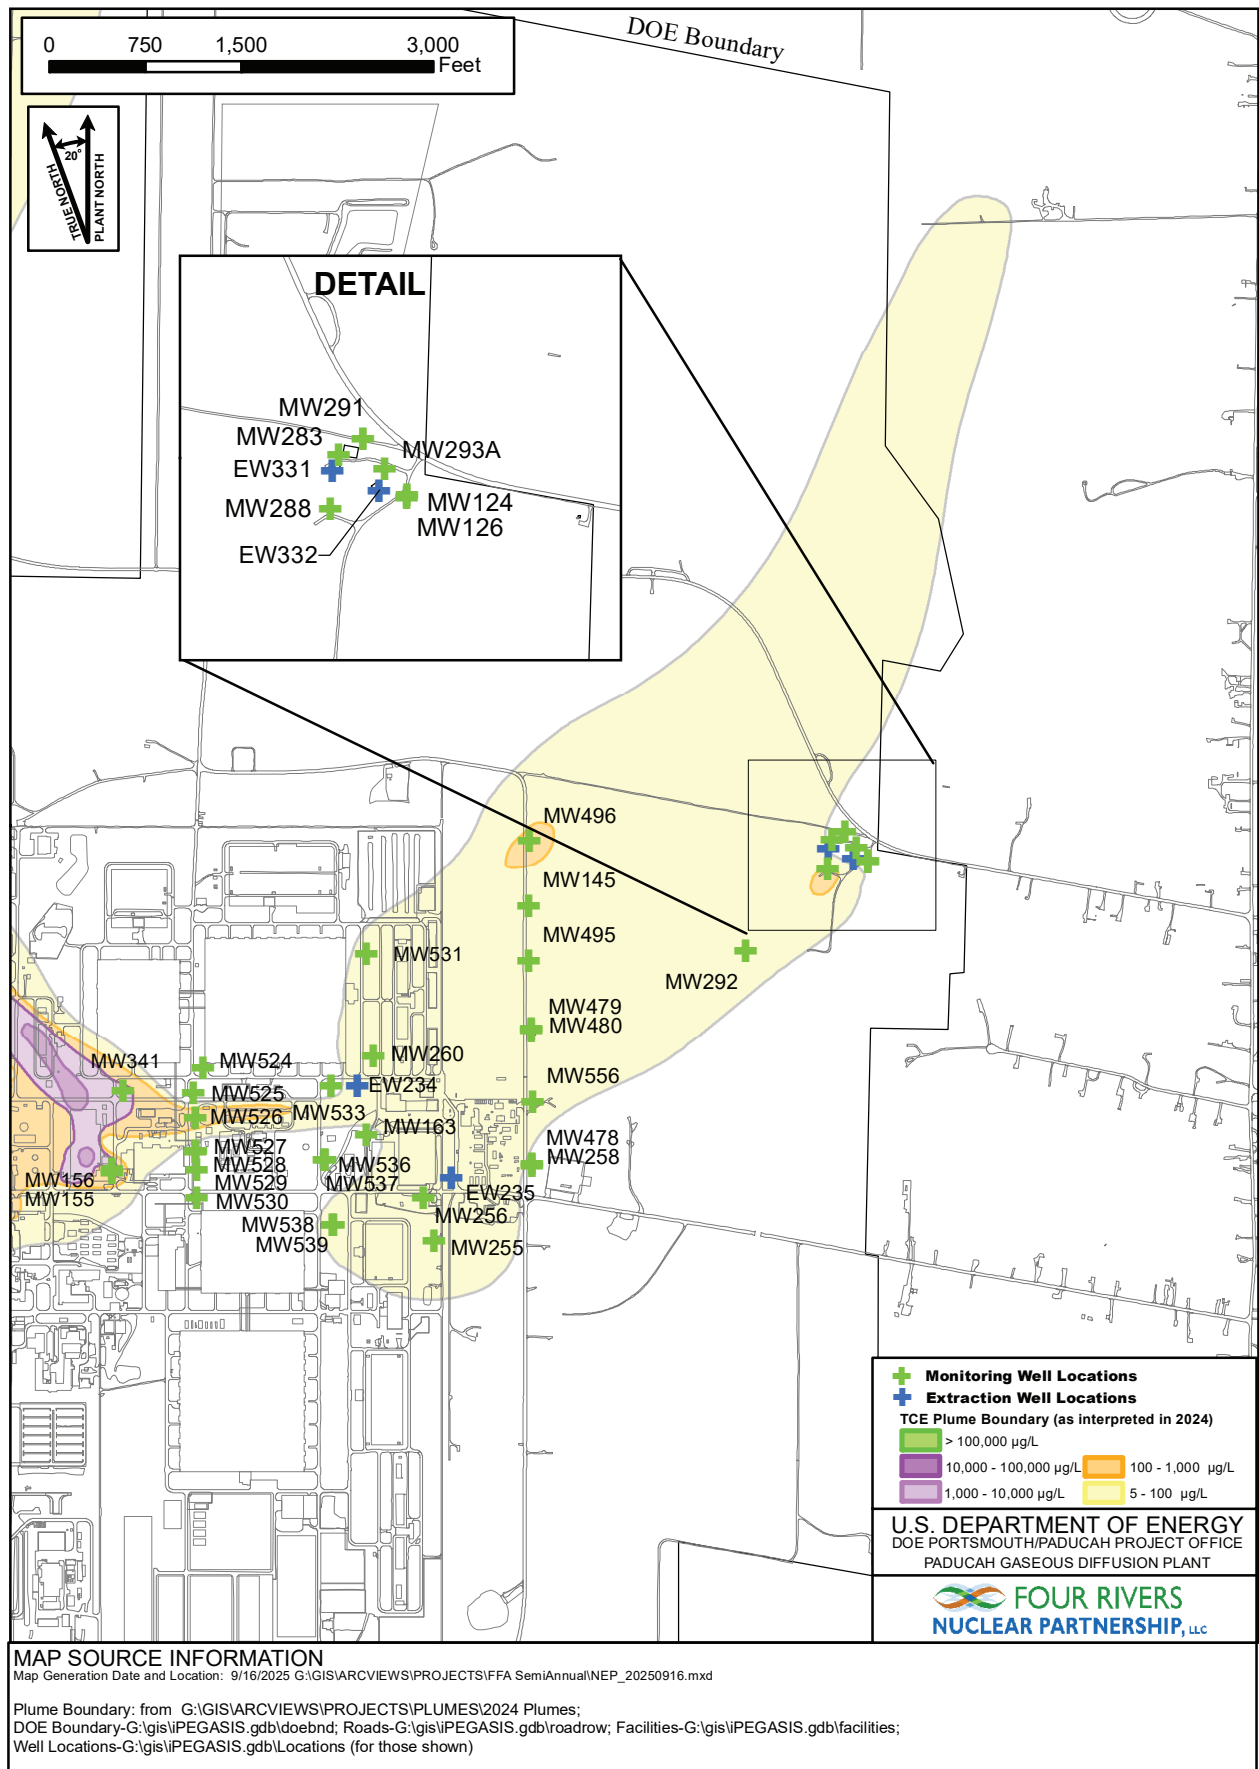 DOE Boundary
0 750 1,500 3,000
Feet
TRUE NORTH
20°
PLANT NORTH
DETAIL
MW291
MW283
MW293A
EW331
MW288
MW124
MW126
EW332
MW496
MW145
MW495
MW531
MW292
MW479
MW480
MW341
MW524
MW260
EW234
MW556
MW525
MW526
MW533
MW163
MW527
MW528
MW529
MW530
MW536
MW537
MW478
MW258
MW156
MW155
EW235
MW256
MW538
MW539
MW255
Monitoring Well Locations
Extraction Well Locations
TCE Plume Boundary (as interpreted in 2024)
> 100,000 µg/L
10,000 - 100,000 µg/L 100 - 1,000 µg/L
1,000 - 10,000 µg/L 5 - 100 µg/L
U.S. DEPARTMENT OF ENERGY
DOE PORTSMOUTH/PADUCAH PROJECT OFFICE
PADUCAH GASEOUS DIFFUSION PLANT
FOUR RIVERS
NUCLEAR PARTNERSHIP, LLC
MAP SOURCE INFORMATION
Map Generation Date and Location: 9/16/2025 G:\GIS\ARCVIEWS\PROJECTS\FFA SemiAnnual\NEP_20250916.mxd
Plume Boundary: from G:\GIS\ARCVIEWS\PROJECTS\PLUMES\2024 Plumes;
DOE Boundary-G:\gis\iPEGASIS.gdb\doebnd; Roads-G:\gis\iPEGASIS.gdb\roadrow; Facilities-G:\gis\iPEGASIS.gdb\facilities;
Well Locations-G:\gis\iPEGASIS.gdb\Locations (for those shown)